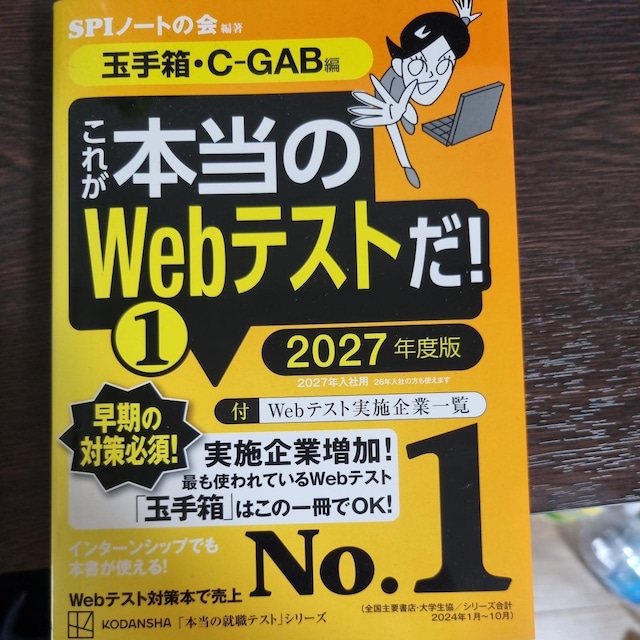 SPIノートの会 編著
玉手箱・C-GAB編
これが
本当の
Webテストだ!
1
2027年度版
2027年入社用 26年入社の方も使えます
付 Webテスト実施企業一覧
早期の
対策必須!
実施企業増加!
最も使われているWebテスト
「玉手箱」はこの一冊でOK!
インターンシップでも
本書が使える!
Webテスト対策本で売上
No.1
(全国主要書店・大学生協/シリーズ合計
2024年1月~10月)
KODANSHA「本当の就職テスト」シリーズ